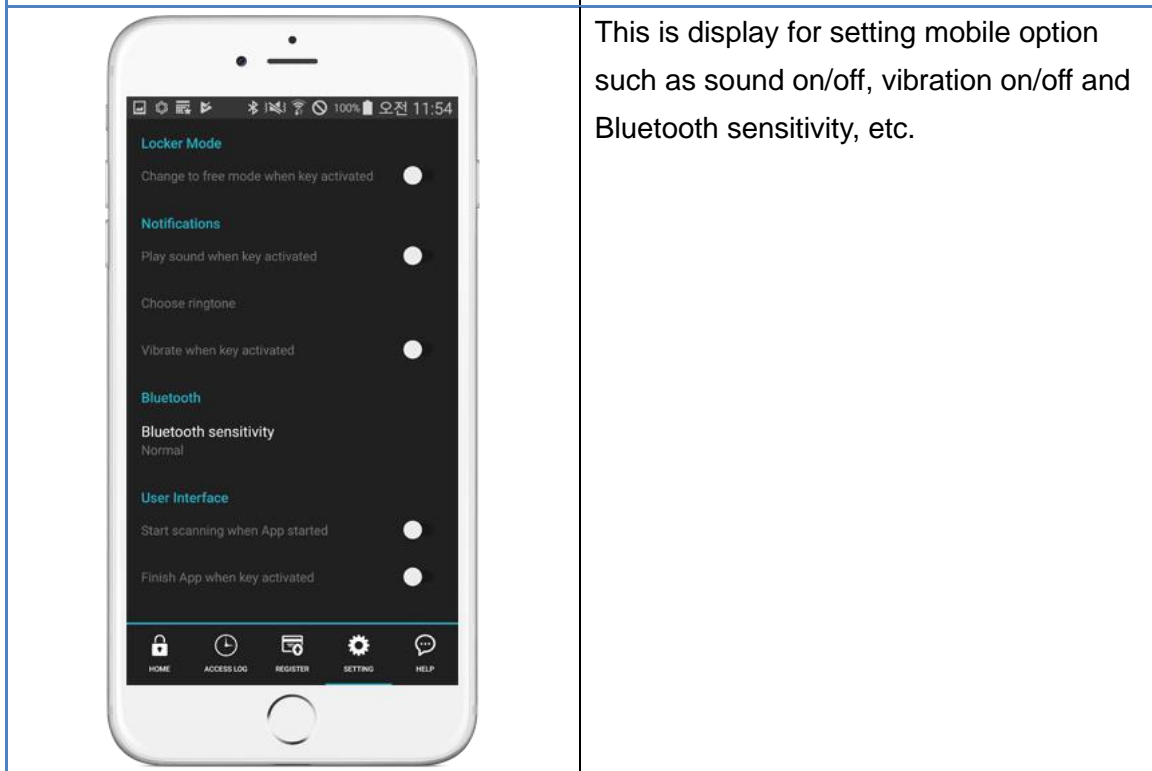 100% 오전 11:54
Locker Mode
Change to free mode when key activated
Notifications
Play sound when key activated
Choose ringtone
Vibrate when key activated
Bluetooth
Bluetooth sensitivity
Normal
User Interface
Start scanning when App started
Finish App when key activated
HOME ACCESS LOG REGISTER SETTING HELP
This is display for setting mobile option
such as sound on/off, vibration on/off and
Bluetooth sensitivity, etc.